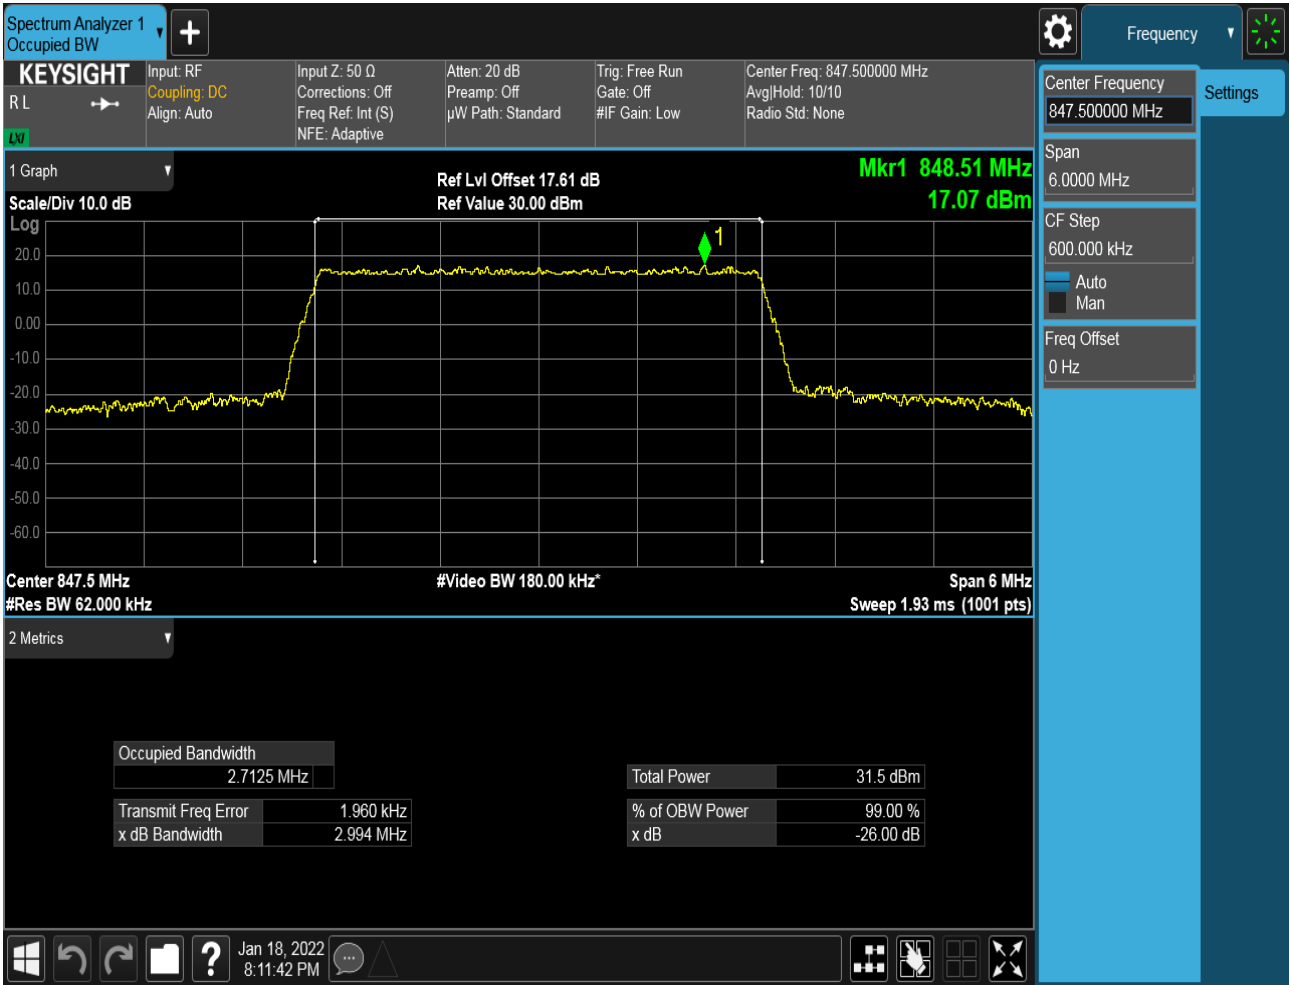 Spectrum Analyzer 1
Occupied BW
Frequency
KEYSIGHT
R L
LXI
Input: RF
Coupling: DC
Align: Auto
Input Z: 50 Ω
Corrections: Off
Freq Ref: Int (S)
NFE: Adaptive
Atten: 20 dB
Preamp: Off
µW Path: Standard
Trig: Free Run
Gate: Off
#IF Gain: Low
Center Freq: 847.500000 MHz
Avg|Hold: 10/10
Radio Std: None
Center Frequency
847.500000 MHz
Settings
Span
6.0000 MHz
CF Step
600.000 kHz
Auto
Man
Freq Offset
0 Hz
1 Graph
Scale/Div 10.0 dB
Ref Lvl Offset 17.61 dB
Ref Value 30.00 dBm
Mkr1 848.51 MHz
17.07 dBm
Log
1
20.0
10.0
0.00
-10.0
-20.0
-30.0
-40.0
-50.0
-60.0
Center 847.5 MHz
#Video BW 180.00 kHz*
Span 6 MHz
#Res BW 62.000 kHz
Sweep 1.93 ms (1001 pts)
2 Metrics
Occupied Bandwidth
2.7125 MHz
Total Power 31.5 dBm
Transmit Freq Error 1.960 kHz
% of OBW Power 99.00 %
x dB Bandwidth 2.994 MHz
x dB -26.00 dB
?
Jan 18, 2022
8:11:42 PM